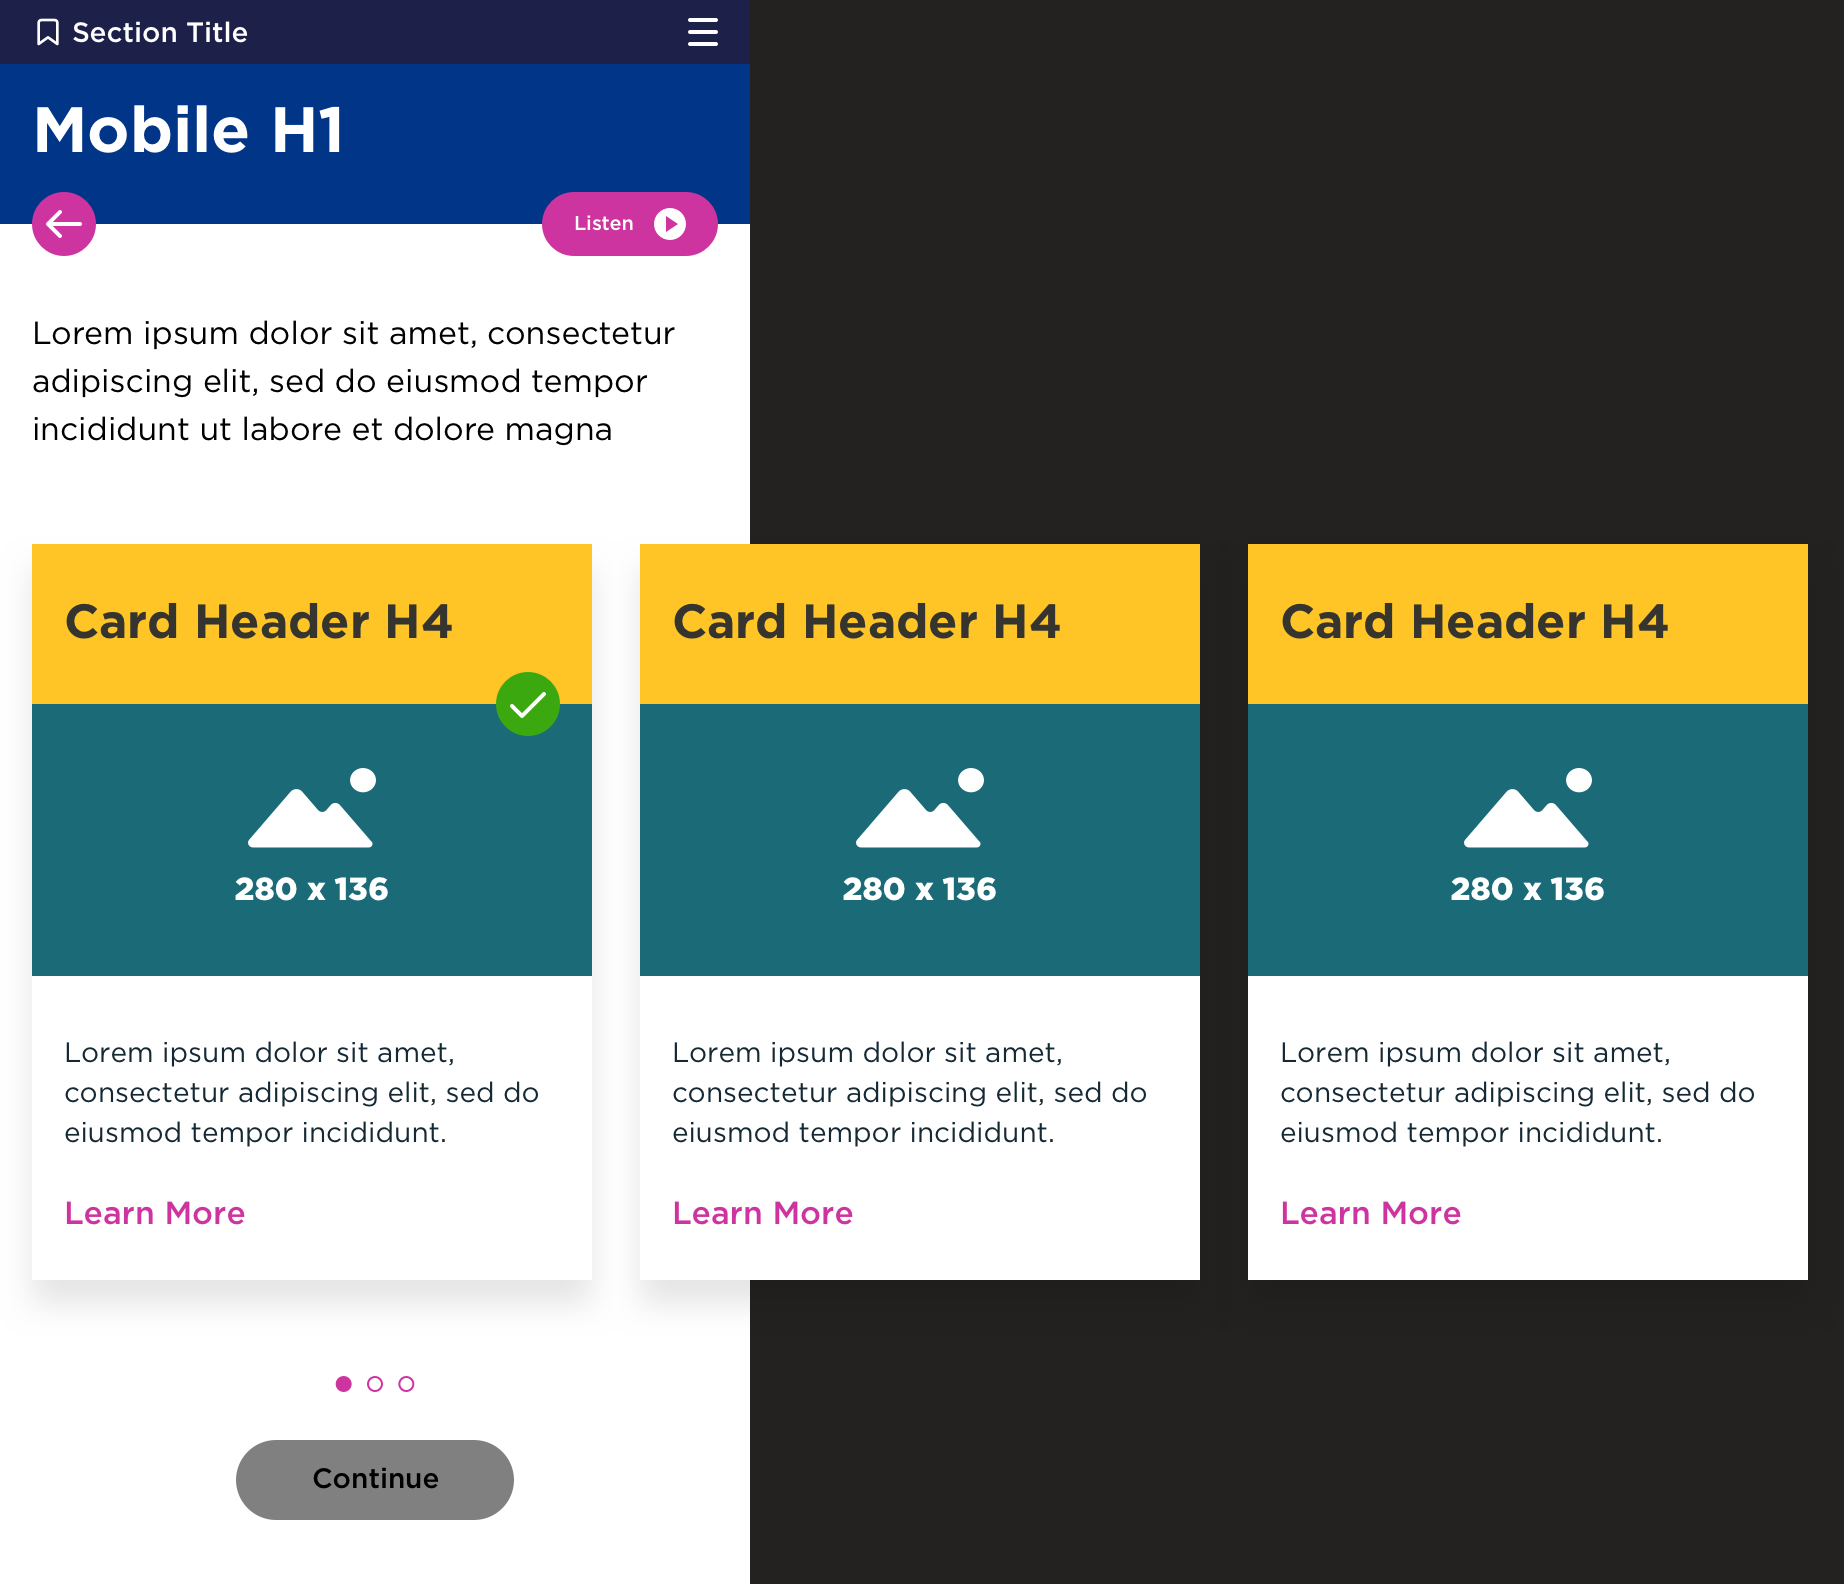 Section Title
Mobile H1
Listen
Lorem ipsum dolor sit amet, consectetur
adipiscing elit, sed do eiusmod tempor
incididunt ut labore et dolore magna
Card Header H4
280 x 136
Lorem ipsum dolor sit amet,
consectetur adipiscing elit, sed do
eiusmod tempor incididunt.
Learn More
Card Header H4
280 x 136
Lorem ipsum dolor sit amet,
consectetur adipiscing elit, sed do
eiusmod tempor incididunt.
Learn More
Card Header H4
280 x 136
Lorem ipsum dolor sit amet,
consectetur adipiscing elit, sed do
eiusmod tempor incididunt.
Learn More
Continue